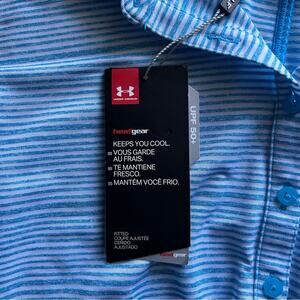 UNDER ARMOUR
heatgear
KEEPS YOU COOL.
VOUS GARDE
AU FRAIS.
TE MANTIENE
FRESCO.
MANTÉM VOCÊ FRIO.
UPF 50+
FITTED
COUPE AJUSTÉE
CEÑIDO
AJUSTADO